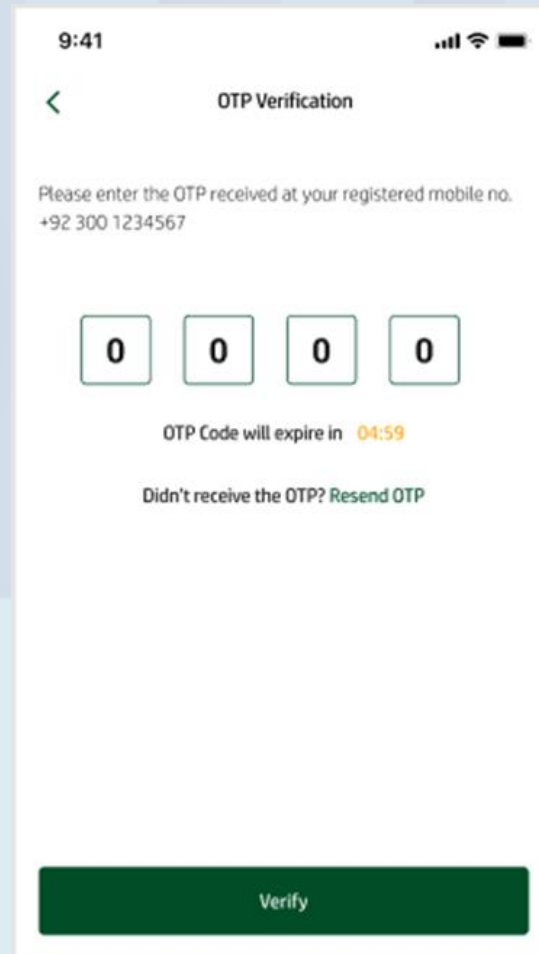 9:41
OTP Verification
Please enter the OTP received at your registered mobile no.
+92 300 1234567
0 0 0 0
OTP Code will expire in 04:59
Didn't receive the OTP? Resend OTP
Verify